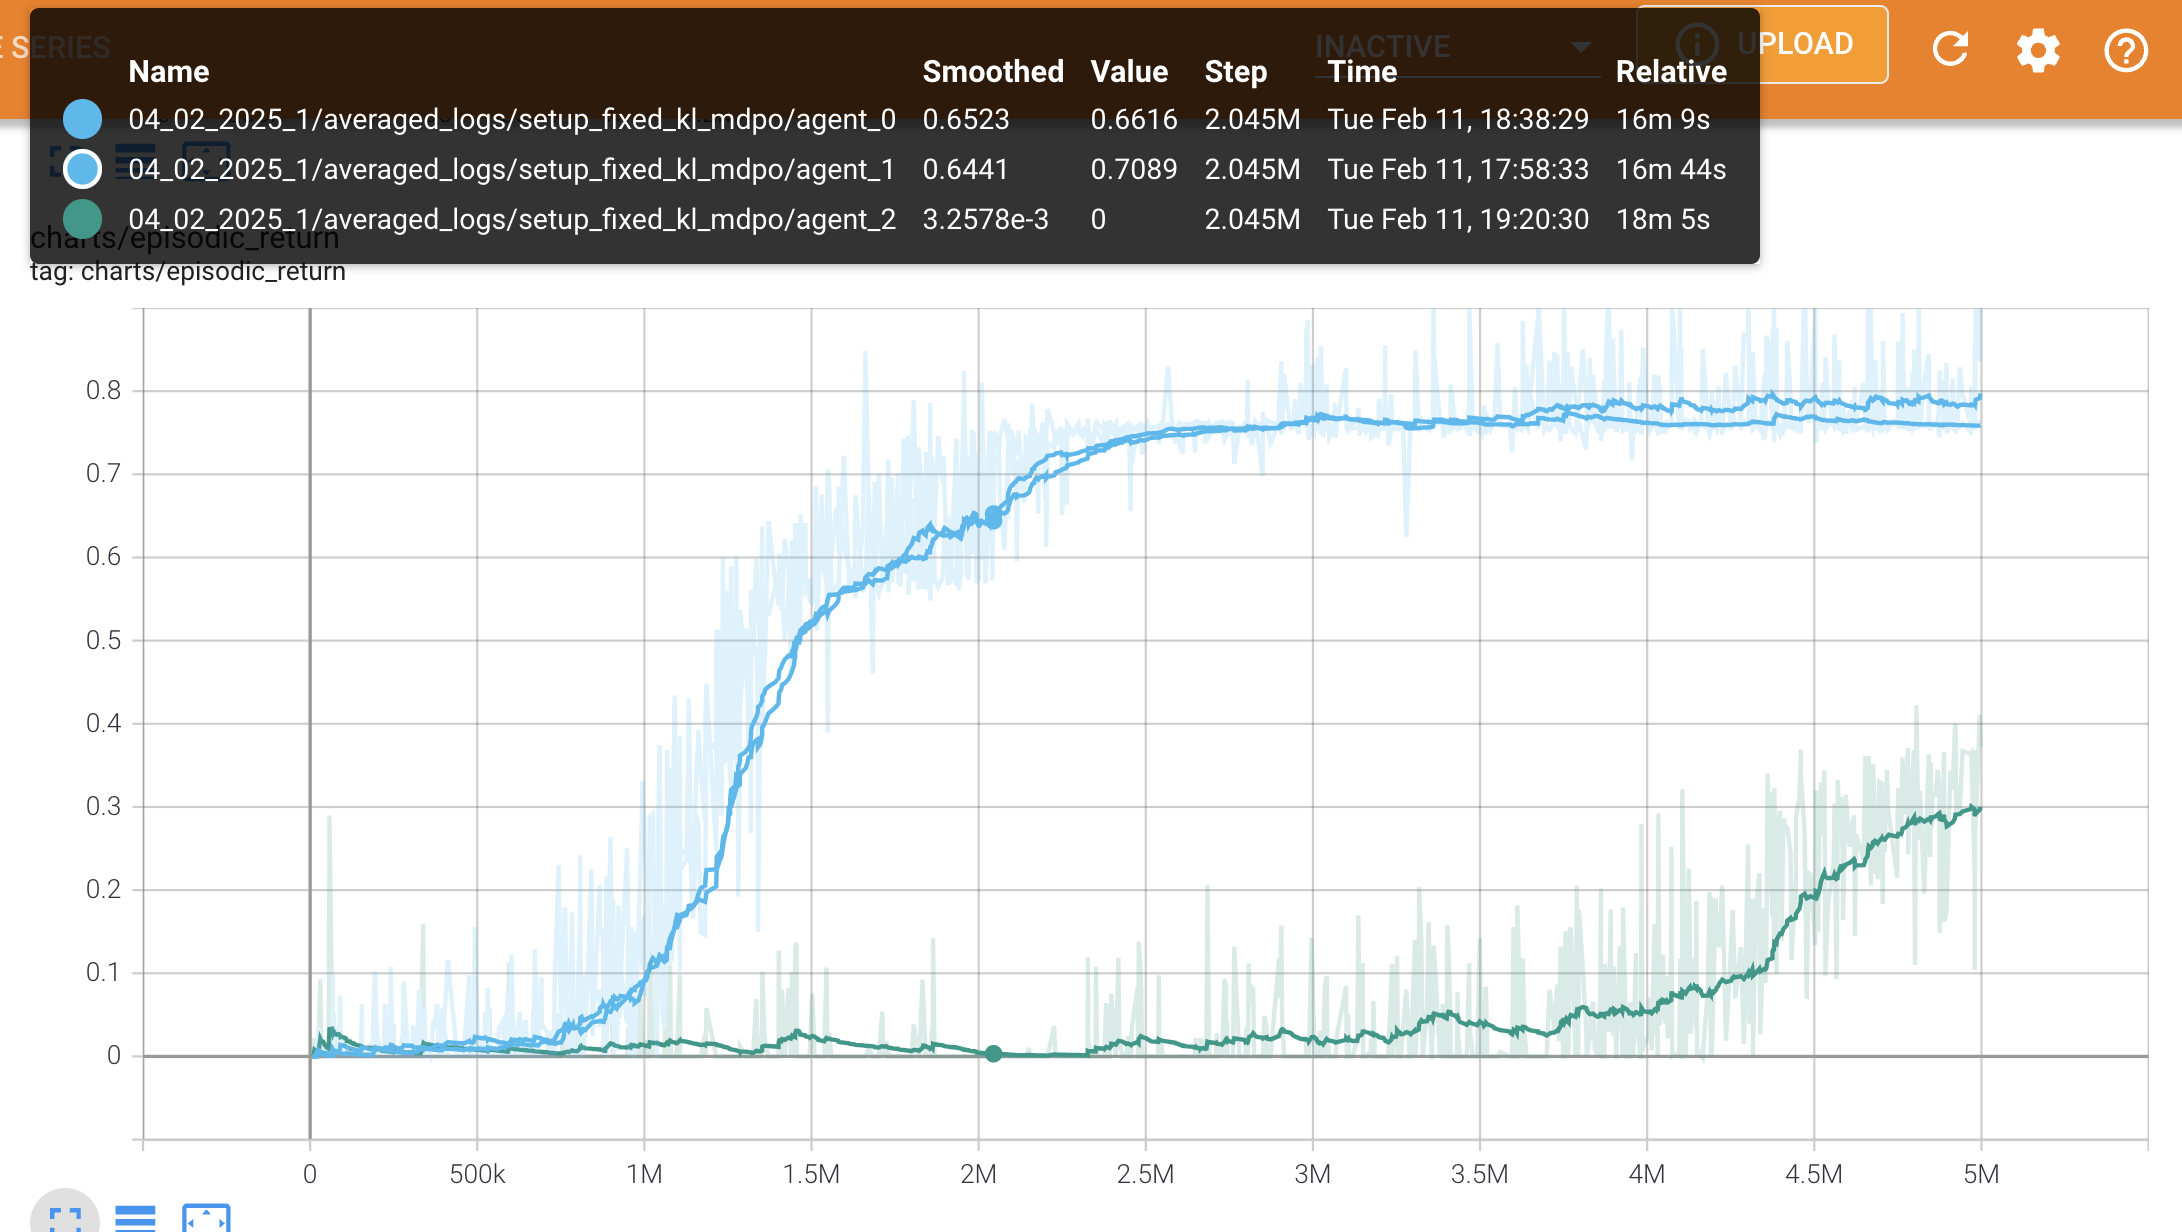 E SERIES
INACTIVE
UPLOAD
Name Smoothed Value Step Time Relative
04_02_2025_1/averaged_logs/setup_fixed_kl_mdpo/agent_0 0.6523 0.6616 2.045M Tue Feb 11, 18:38:29 16m 9s
04_02_2025_1/averaged_logs/setup_fixed_kl_mdpo/agent_1 0.6441 0.7089 2.045M Tue Feb 11, 17:58:33 16m 44s
04_02_2025_1/averaged_logs/setup_fixed_kl_mdpo/agent_2 3.2578e-3 0 2.045M Tue Feb 11, 19:20:30 18m 5s
charts/episodic_return
tag: charts/episodic_return
0.8
0.7
0.6
0.5
0.4
0.3
0.2
0.1
0
0 500k 1M 1.5M 2M 2.5M 3M 3.5M 4M 4.5M 5M